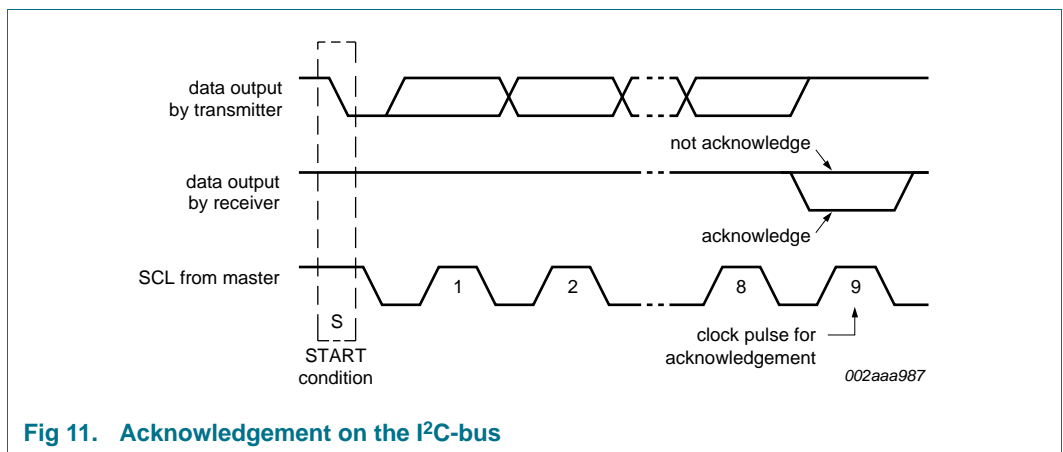 data output
by transmitter
not acknowledge
data output
by receiver
acknowledge
SCL from master
1
2
8
9
S
START
condition
clock pulse for
acknowledgement
002aaa987
Fig 11. Acknowledgement on the I²C-bus